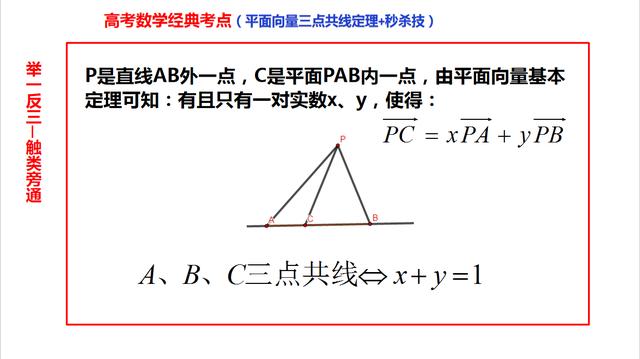 高考数学经典考点（平面向量三点共线定理+秒杀技）
举一反三—触类旁通
P是直线AB外一点，C是平面PAB内一点，由平面向量基本
定理可知：有且只有一对实数x、y，使得：
$\overrightarrow{PC} = x\overrightarrow{PA} + y\overrightarrow{PB}$
P
A C B
A、B、C三点共线⇔x+y=1